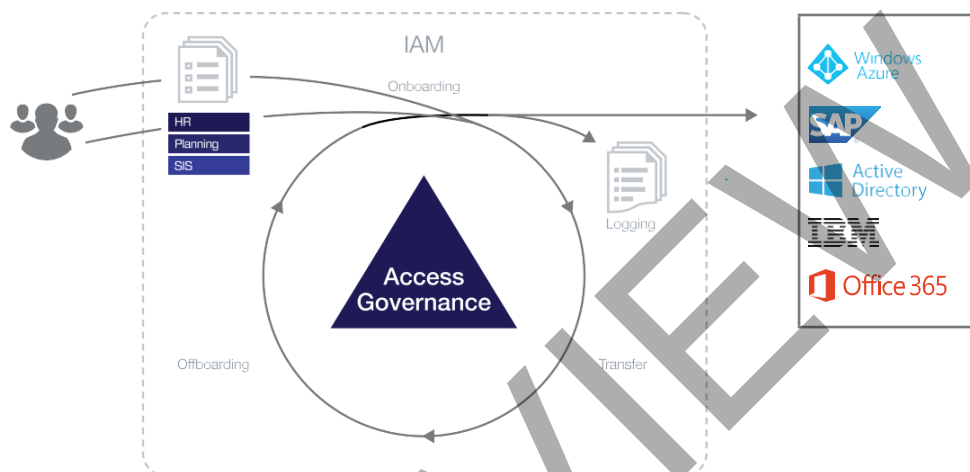 IAM
Onboarding
HR
Planning
SIS
Logging
Access
Governance
Offboarding
Transfer
Windows
Azure
SAP
Active
Directory
IBM
Office 365
VIEW